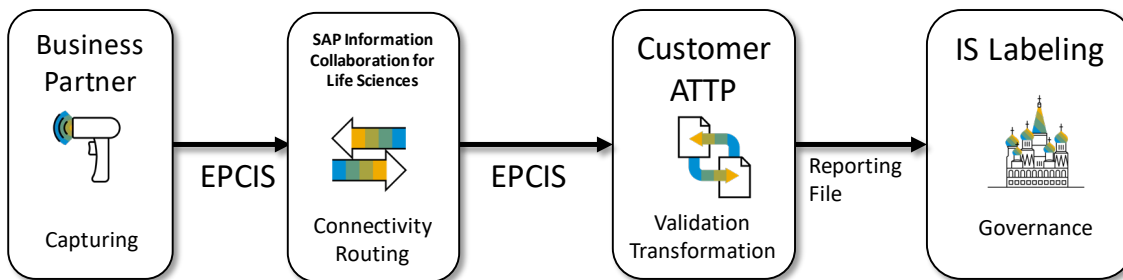 Business
Partner
Capturing
EPCIS
SAP Information
Collaboration for
Life Sciences
Connectivity
Routing
EPCIS
Customer
ATTP
Validation
Transformation
Reporting
File
IS Labeling
Governance